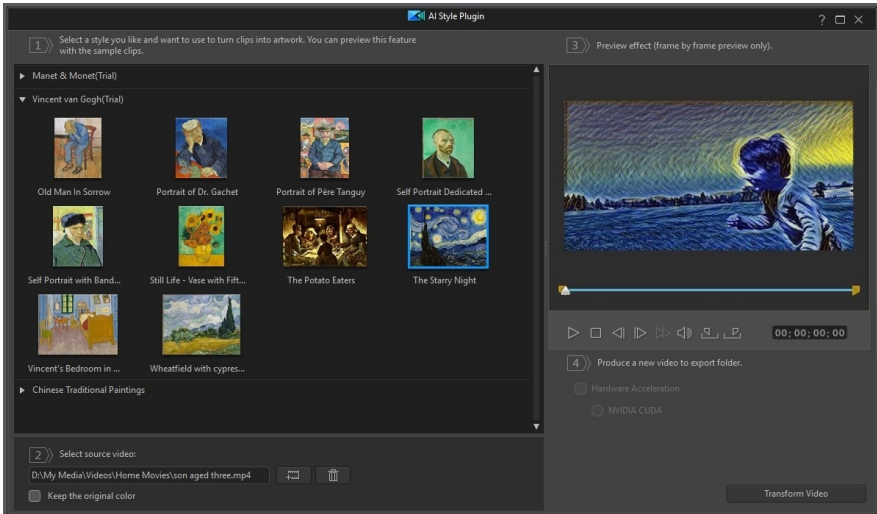 AI Style Plugin
?
1
Select a style you like and want to use to turn clips into artwork. You can preview this feature
with the sample clips.
Manet & Monet(Trial)
Vincent van Gogh(Trial)
Old Man In Sorrow
Portrait of Dr. Gachet
Portrait of Père Tanguy
Self Portrait Dedicated ...
Self Portrait with Band...
Still Life - Vase with Fift...
The Potato Eaters
The Starry Night
Vincent's Bedroom in ...
Wheatfield with cypres...
Chinese Traditional Paintings
2
Select source video:
D:\My Media\Videos\Home Movies\son aged three.mp4
Keep the original color
3
Preview effect (frame by frame preview only).
00; 00; 00; 00
4
Produce a new video to export folder.
Hardware Acceleration
NVIDIA CUDA
Transform Video